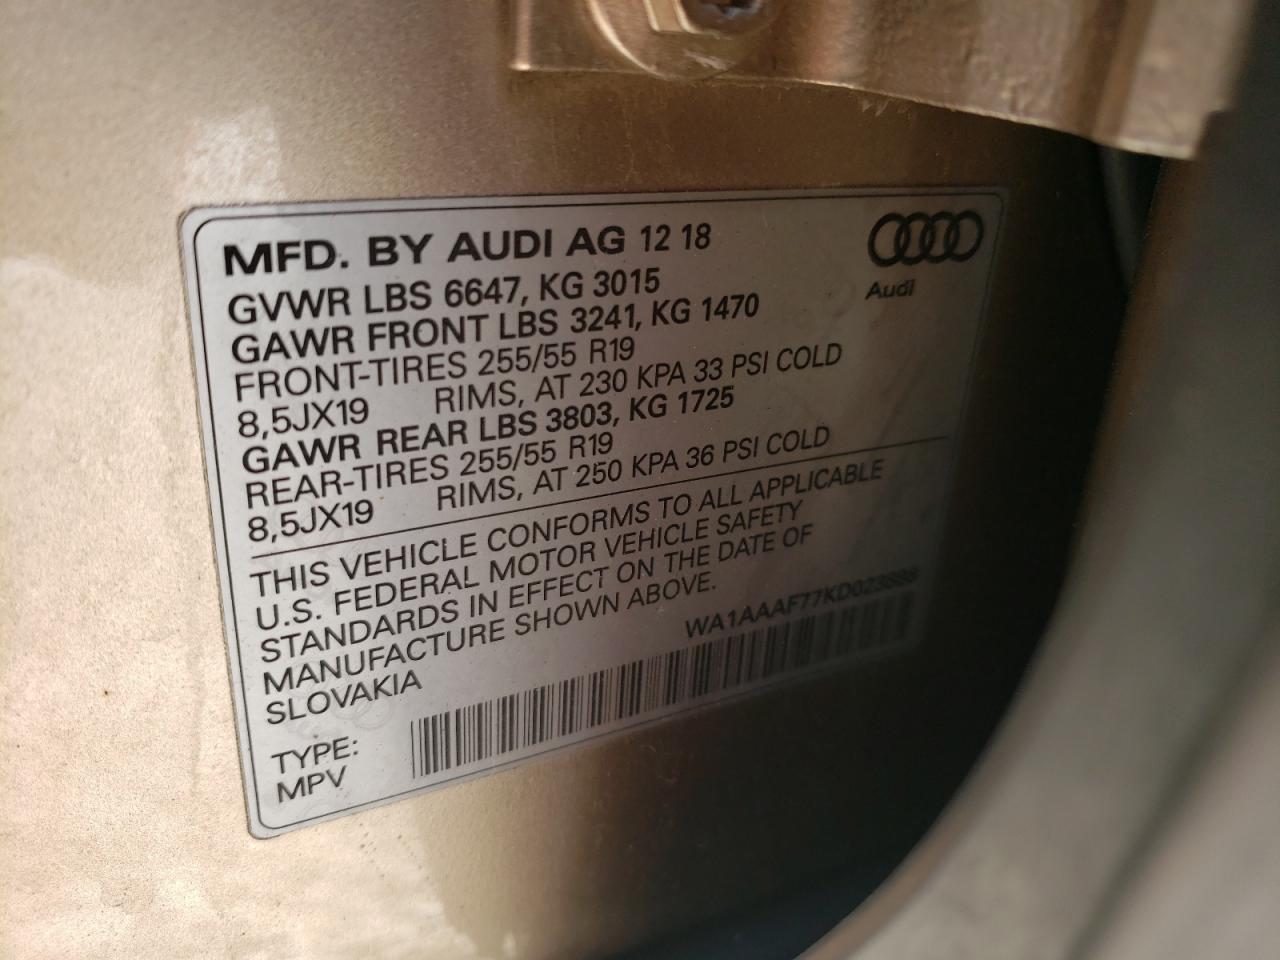 MFD. BY AUDI AG 12 18
Audi
GVWR LBS 6647, KG 3015
GAWR FRONT LBS 3241, KG 1470
FRONT-TIRES 255/55 R19
8,5JX19 RIMS, AT 230 KPA 33 PSI COLD
GAWR REAR LBS 3803, KG 1725
REAR-TIRES 255/55 R19
8,5JX19 RIMS, AT 250 KPA 36 PSI COLD
THIS VEHICLE CONFORMS TO ALL APPLICABLE
U.S. FEDERAL MOTOR VEHICLE SAFETY
STANDARDS IN EFFECT ON THE DATE OF
MANUFACTURE SHOWN ABOVE.
SLOVAKIA
TYPE:
MPV